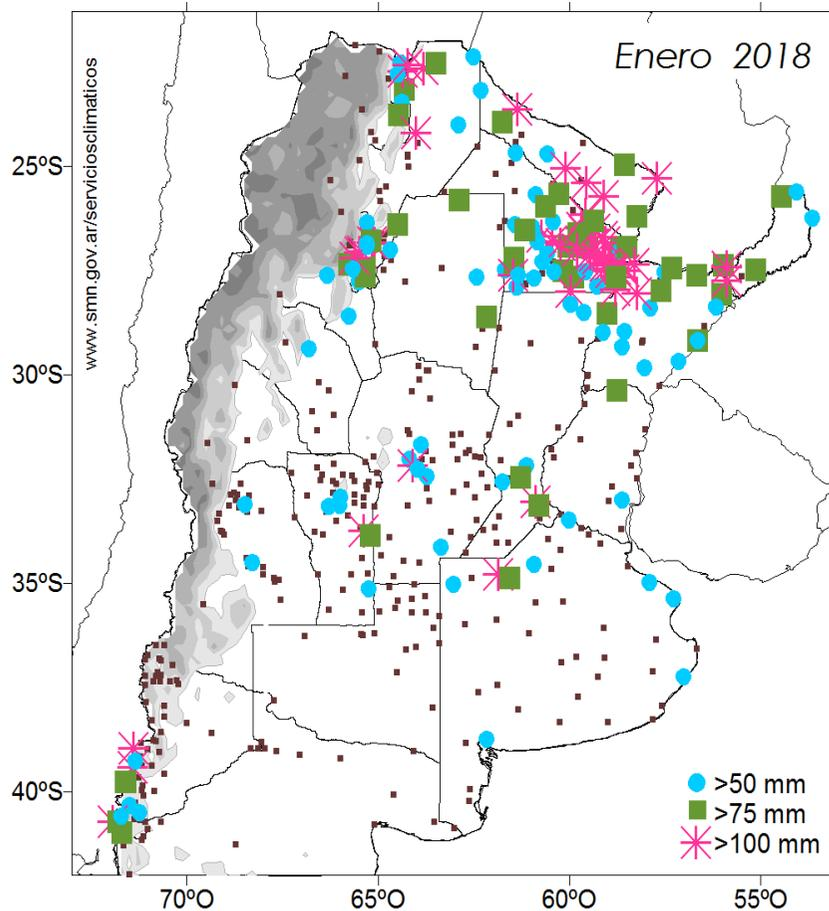 Enero 2018
www.smn.gov.ar/serviciosclimaticos
25ºS
30ºS
35ºS
40ºS
>50 mm
>75 mm
>100 mm
70ºO
65ºO
60ºO
55ºO